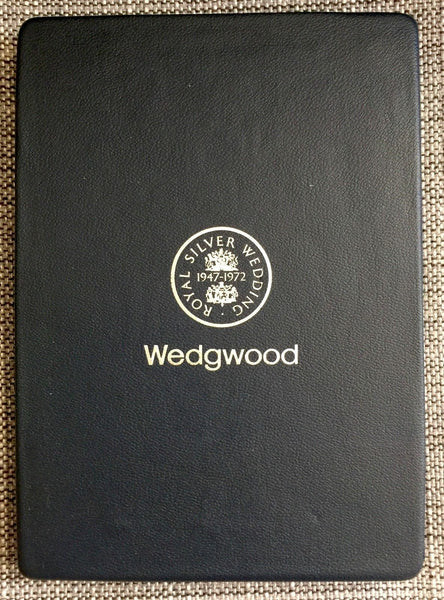 ROYAL SILVER WEDDING ·
1947-1972
Wedgwood